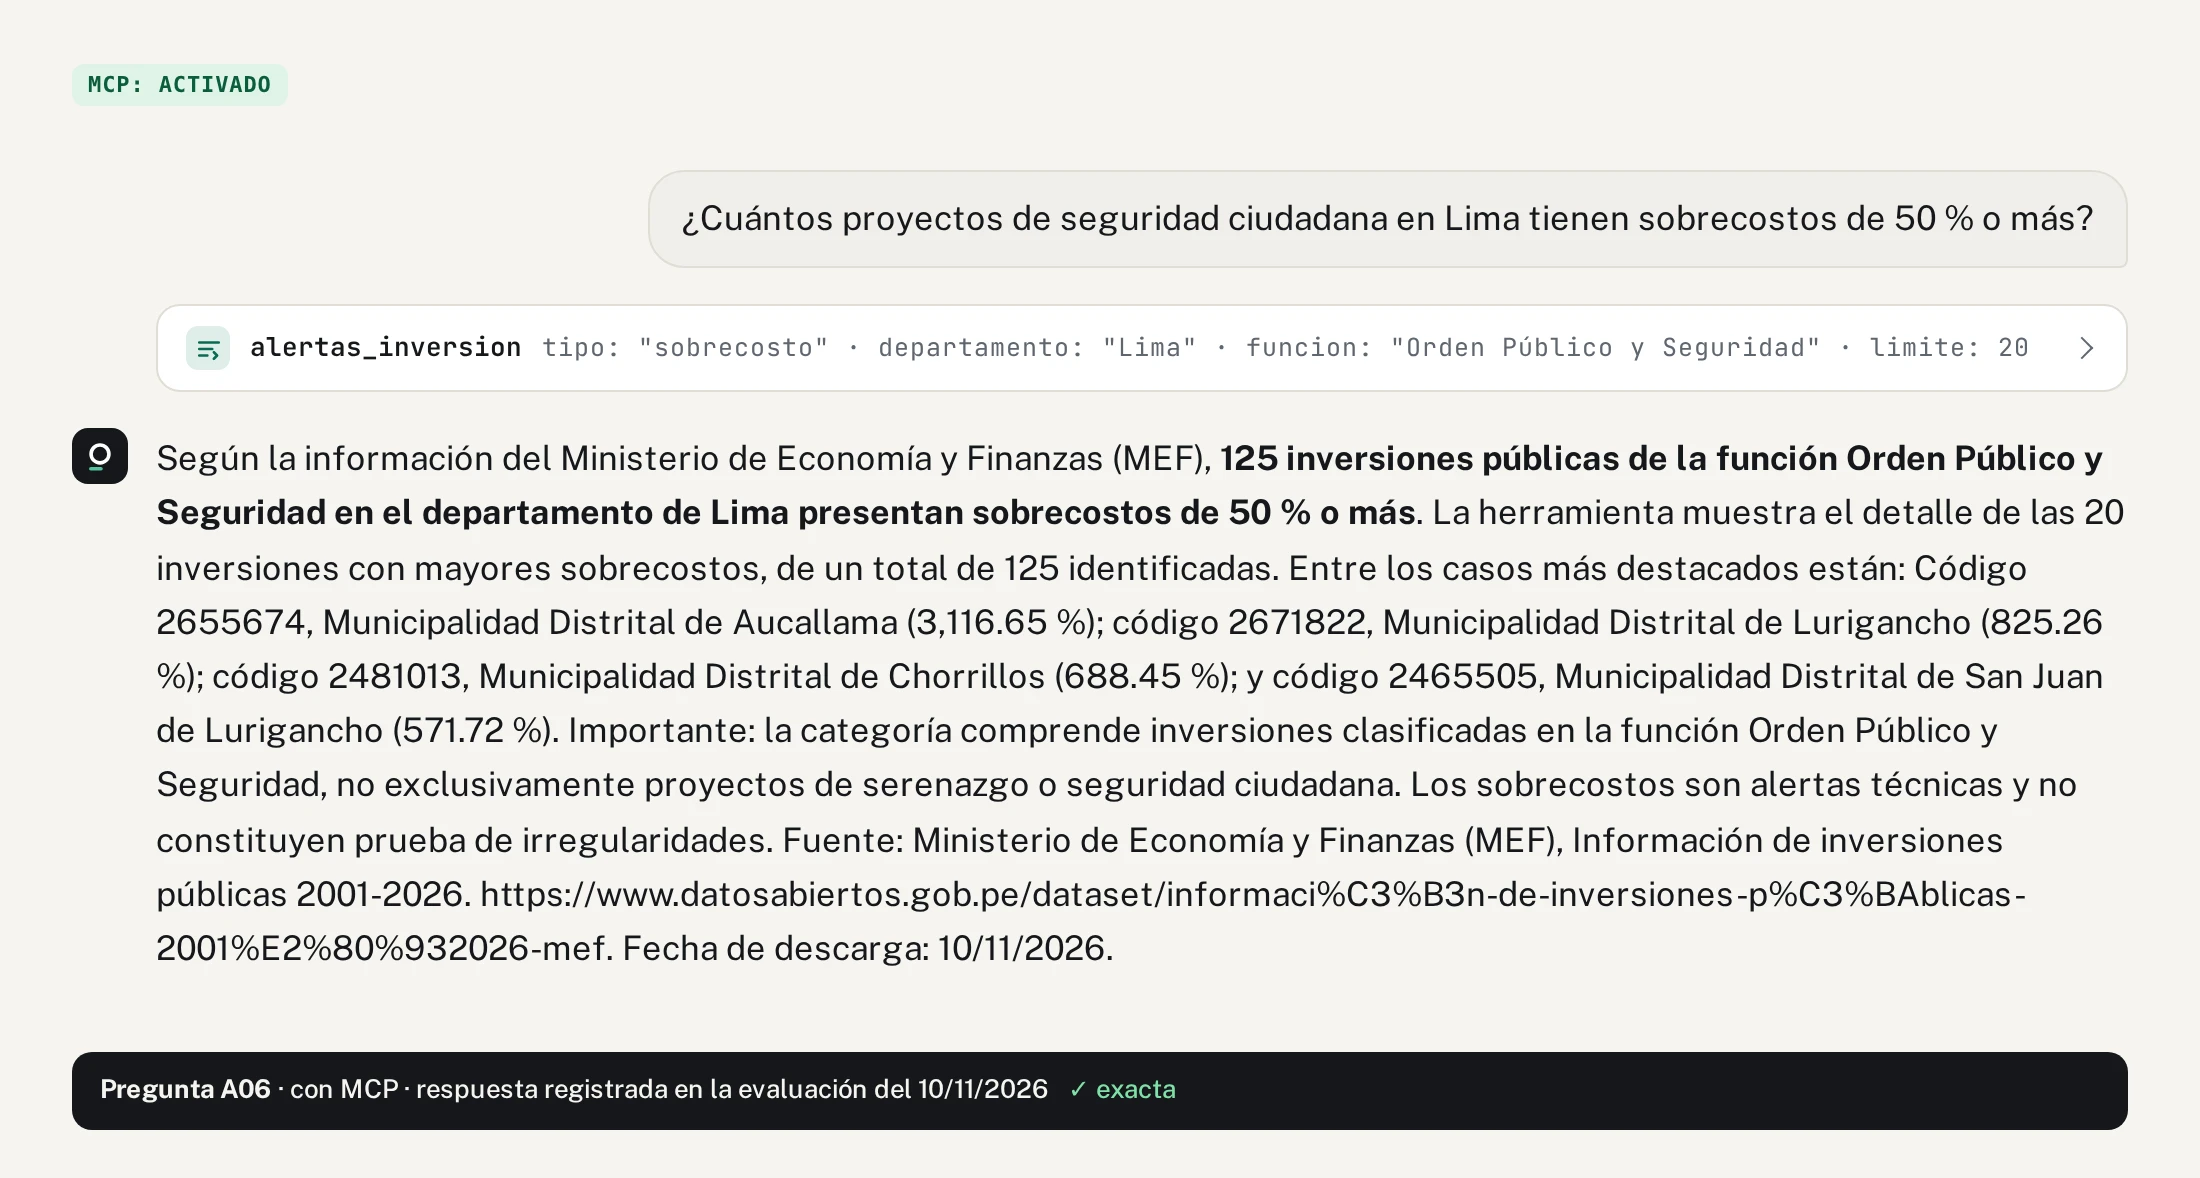 MCP: ACTIVADO
¿Cuántos proyectos de seguridad ciudadana en Lima tienen sobrecostos de 50 % o más?
alertas_inversion tipo: "sobrecosto" · departamento: "Lima" · funcion: "Orden Público y Seguridad" · limite: 20
Según la información del Ministerio de Economía y Finanzas (MEF), 125 inversiones públicas de la función Orden Público y
Seguridad en el departamento de Lima presentan sobrecostos de 50 % o más. La herramienta muestra el detalle de las 20
inversiones con mayores sobrecostos, de un total de 125 identificadas. Entre los casos más destacados están: Código
2655674, Municipalidad Distrital de Aucallama (3,116.65 %); código 2671822, Municipalidad Distrital de Lurigancho (825.26
%); código 2481013, Municipalidad Distrital de Chorrillos (688.45 %); y código 2465505, Municipalidad Distrital de San Juan
de Lurigancho (571.72 %). Importante: la categoría comprende inversiones clasificadas en la función Orden Público y
Seguridad, no exclusivamente proyectos de serenazgo o seguridad ciudadana. Los sobrecostos son alertas técnicas y no
constituyen prueba de irregularidades. Fuente: Ministerio de Economía y Finanzas (MEF), Información de inversiones
públicas 2001-2026. https://www.datosabiertos.gob.pe/dataset/informaci%C3%B3n-de-inversiones-p%C3%BAblicas-
2001%E2%80%932026-mef. Fecha de descarga: 10/11/2026.
Pregunta A06 · con MCP · respuesta registrada en la evaluación del 10/11/2026 ✓ exacta